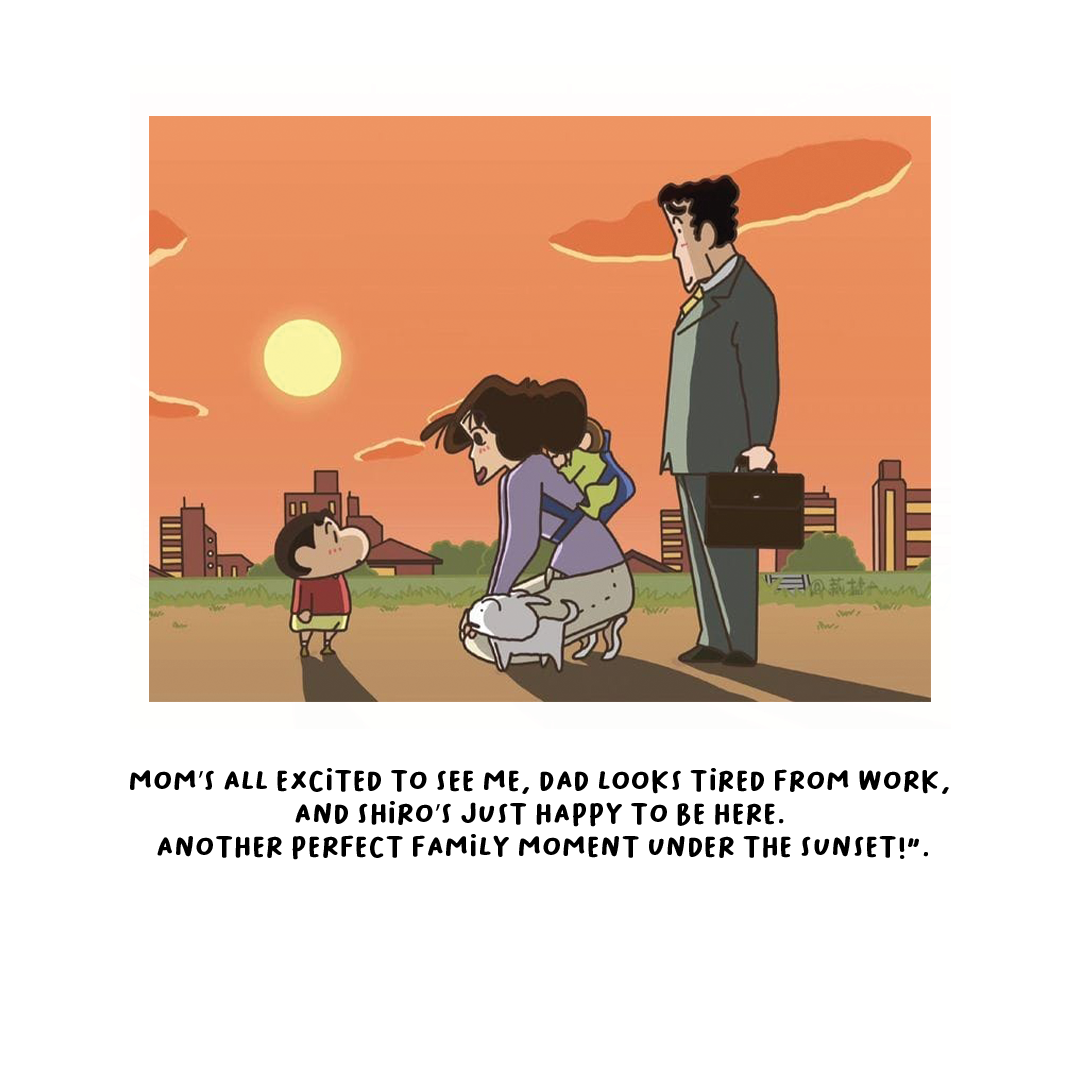 MOM'S ALL EXCITED TO SEE ME, DAD LOOKS TIRED FROM WORK,
AND SHIRO'S JUST HAPPY TO BE HERE.
ANOTHER PERFECT FAMILY MOMENT UNDER THE SUNSET!”.